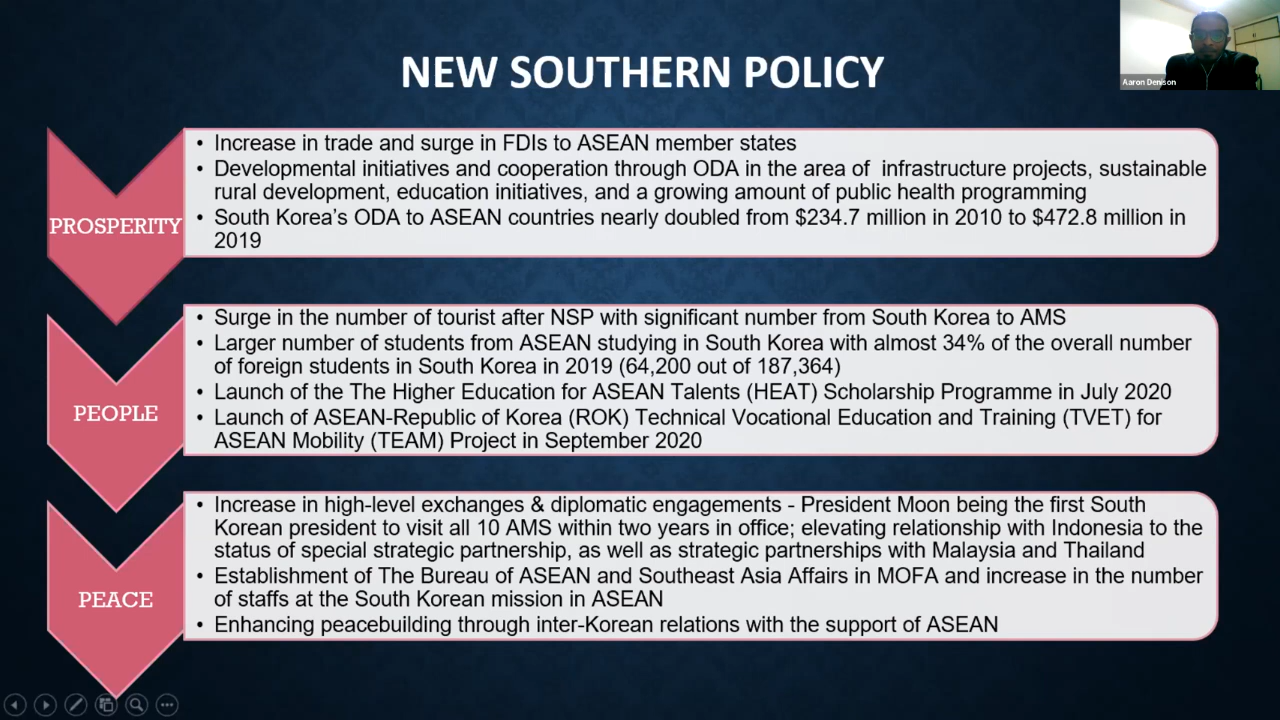 NEW SOUTHERN POLICY
Aaron Denison
PROSPERITY
• Increase in trade and surge in FDIs to ASEAN member states
• Developmental initiatives and cooperation through ODA in the area of infrastructure projects, sustainable
rural development, education initiatives, and a growing amount of public health programming
• South Korea's ODA to ASEAN countries nearly doubled from $234.7 million in 2010 to $472.8 million in
2019
PEOPLE
• Surge in the number of tourist after NSP with significant number from South Korea to AMS
• Larger number of students from ASEAN studying in South Korea with almost 34% of the overall number
of foreign students in South Korea in 2019 (64,200 out of 187,364)
• Launch of the The Higher Education for ASEAN Talents (HEAT) Scholarship Programme in July 2020
• Launch of ASEAN-Republic of Korea (ROK) Technical Vocational Education and Training (TVET) for
ASEAN Mobility (TEAM) Project in September 2020
PEACE
• Increase in high-level exchanges & diplomatic engagements - President Moon being the first South
Korean president to visit all 10 AMS within two years in office; elevating relationship with Indonesia to the
status of special strategic partnership, as well as strategic partnerships with Malaysia and Thailand
• Establishment of The Bureau of ASEAN and Southeast Asia Affairs in MOFA and increase in the number
of staffs at the South Korean mission in ASEAN
• Enhancing peacebuilding through inter-Korean relations with the support of ASEAN